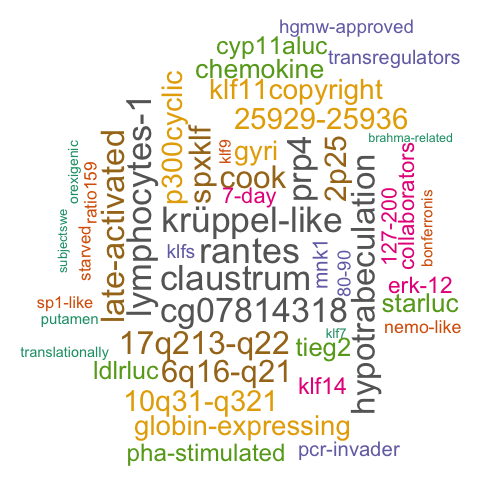 hgmw-approved
cyp11aluc
transregulators
chemokine
klf11copyright
25929-25936
p300cyclic
spxklf
klf9
gyri
prp4
2p25
brahma-related
collaborators
127-200
bonferronis
orexigenic
subjectswe
starved
ratio159
late-activated
lymphocytes-1
cook
7-day
krüppel-like
klfs
rantes
mnk1
80-90
hypotrabeculation
claustrum
erk-12
cg07814318
starluc
sp1-like
putamen
nemo-like
klf7
17q213-q22
tieg2
translationally
ldlrluc
6q16-q21
klf14
10q31-q321
globin-expressing
pha-stimulated
pcr-invader